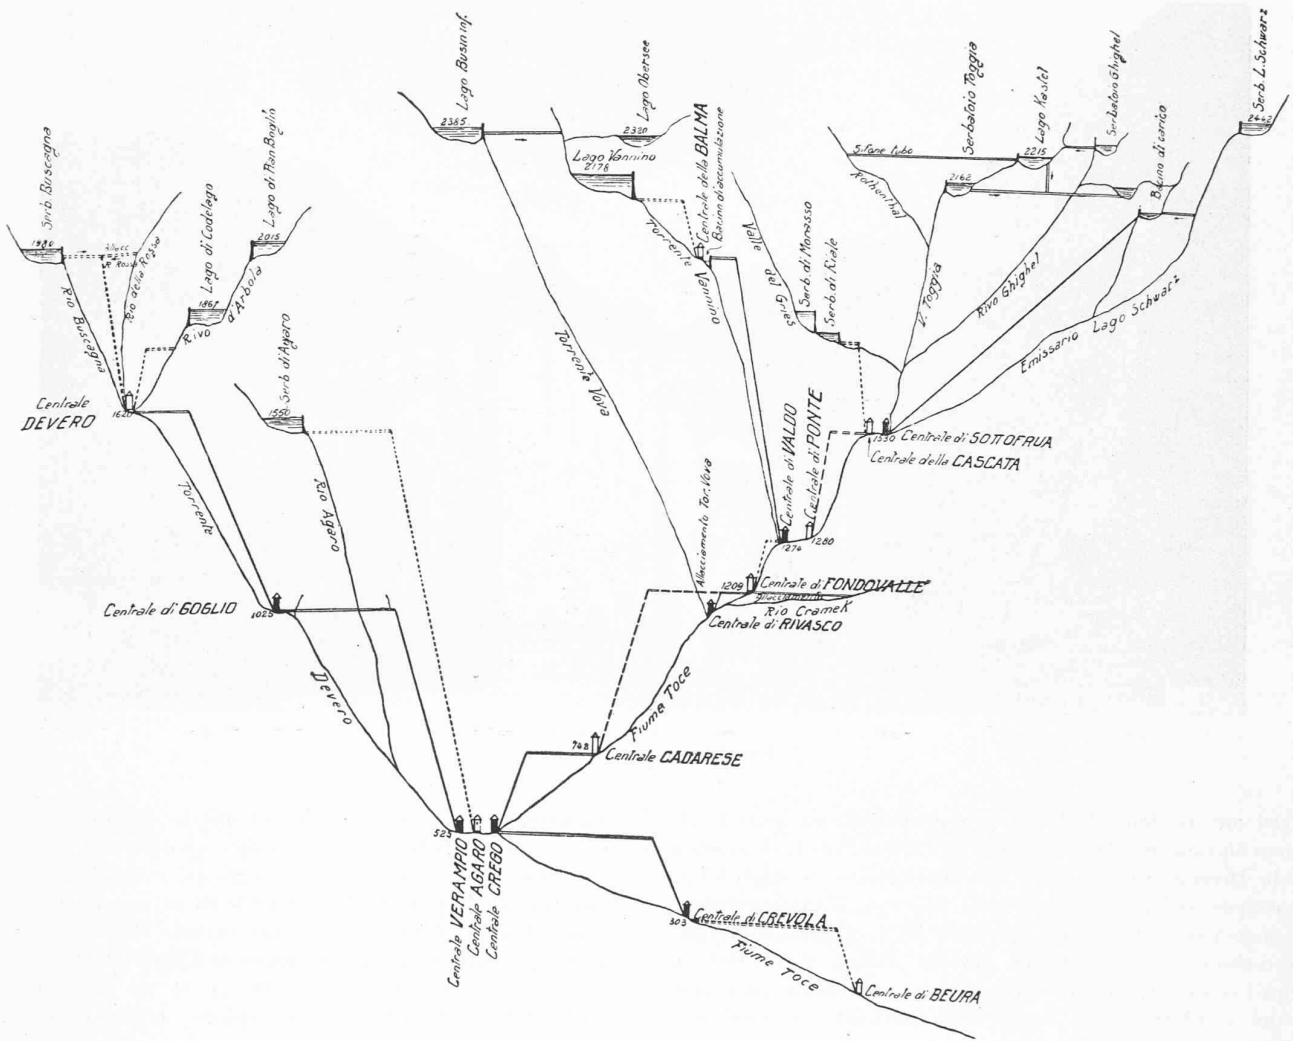 Serb. Buscagna
1980
Allacc.
R. Rossa
Rio della Rossa
Lago di Codelago
Lago di Pian Boglio
2015
1867
Rio Buscagna
Rivo
d'Arbola
Centrale
DEVERO
1620
Serb. di Agaro
1550
Torrente
Rio Agaro
Centrale di GOGLIO
1025
Devero
525
Centrale VERAMPIO
Centrale AGARO
Centrale CREGO
Lago Busin inf.
2385
Lago Obersee
2320
Lago Vannino
2178
Centrale della BALMA
Bacino di accumulazione
Torrente
Vannino
Torrente Vova
Valle
del Gries
Serb. di Morasso
Serb. di Riale
Sifone tubo
Rothenthal
Serbatoio Toggia
2162
Lago Kastel
2215
Serbatoio Ghighel
Bacino di carico
Serb. L. Schwarz
2442
V. Toggia
Rivo Ghighel
Emissario Lago Schwarz
1530
Centrale di SOTTOFRUA
Centrale della CASCATA
Centrale di VALDO
Centrale di PONTE
1274
1280
Allacciamento Tor. Vova
1209
Centrale di FONDOVALLE
Allacciamento
Rio Cramek
Centrale di RIVASCO
Fiume Toce
748
Centrale CADARESE
303
Centrale di CREVOLA
Fiume Toce
Centrale di BEURA